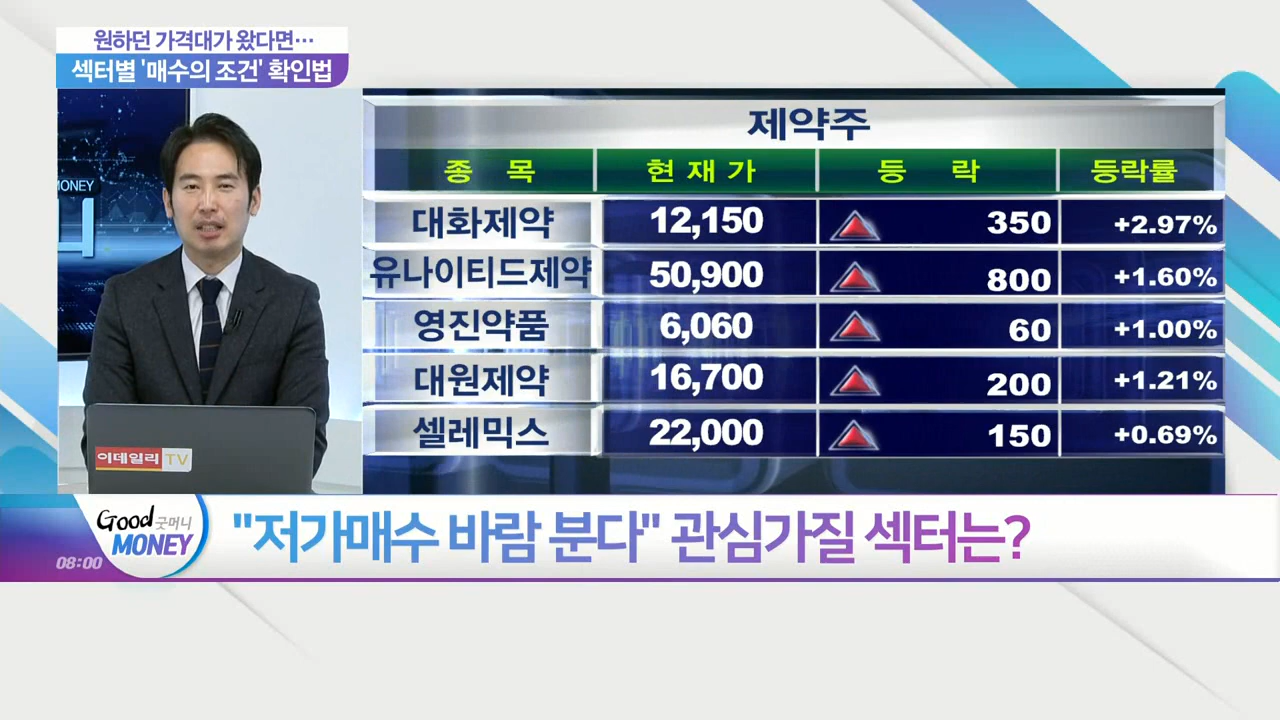 원하던 가격대가 왔다면…
섹터별 '매수의 조건' 확인법
MONEY
제약주
종 목 현 재 가 등 락 등락률
대화제약 12,150 350 +2.97%
유나이티드제약 50,900 800 +1.60%
영진약품 6,060 60 +1.00%
대원제약 16,700 200 +1.21%
셀레믹스 22,000 150 +0.69%
이데일리 TV
Good 굿머니
MONEY
08:00
"저가매수 바람 분다" 관심가질 섹터는?